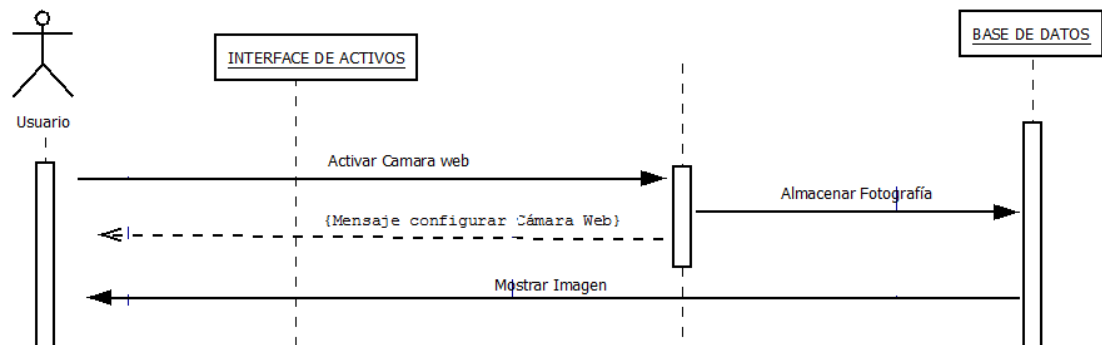 BASE DE DATOS
INTERFACE DE ACTIVOS
Usuario
Activar Camara web
Almacenar Fotografía
{Mensaje configurar Cámara Web}
Mostrar Imagen